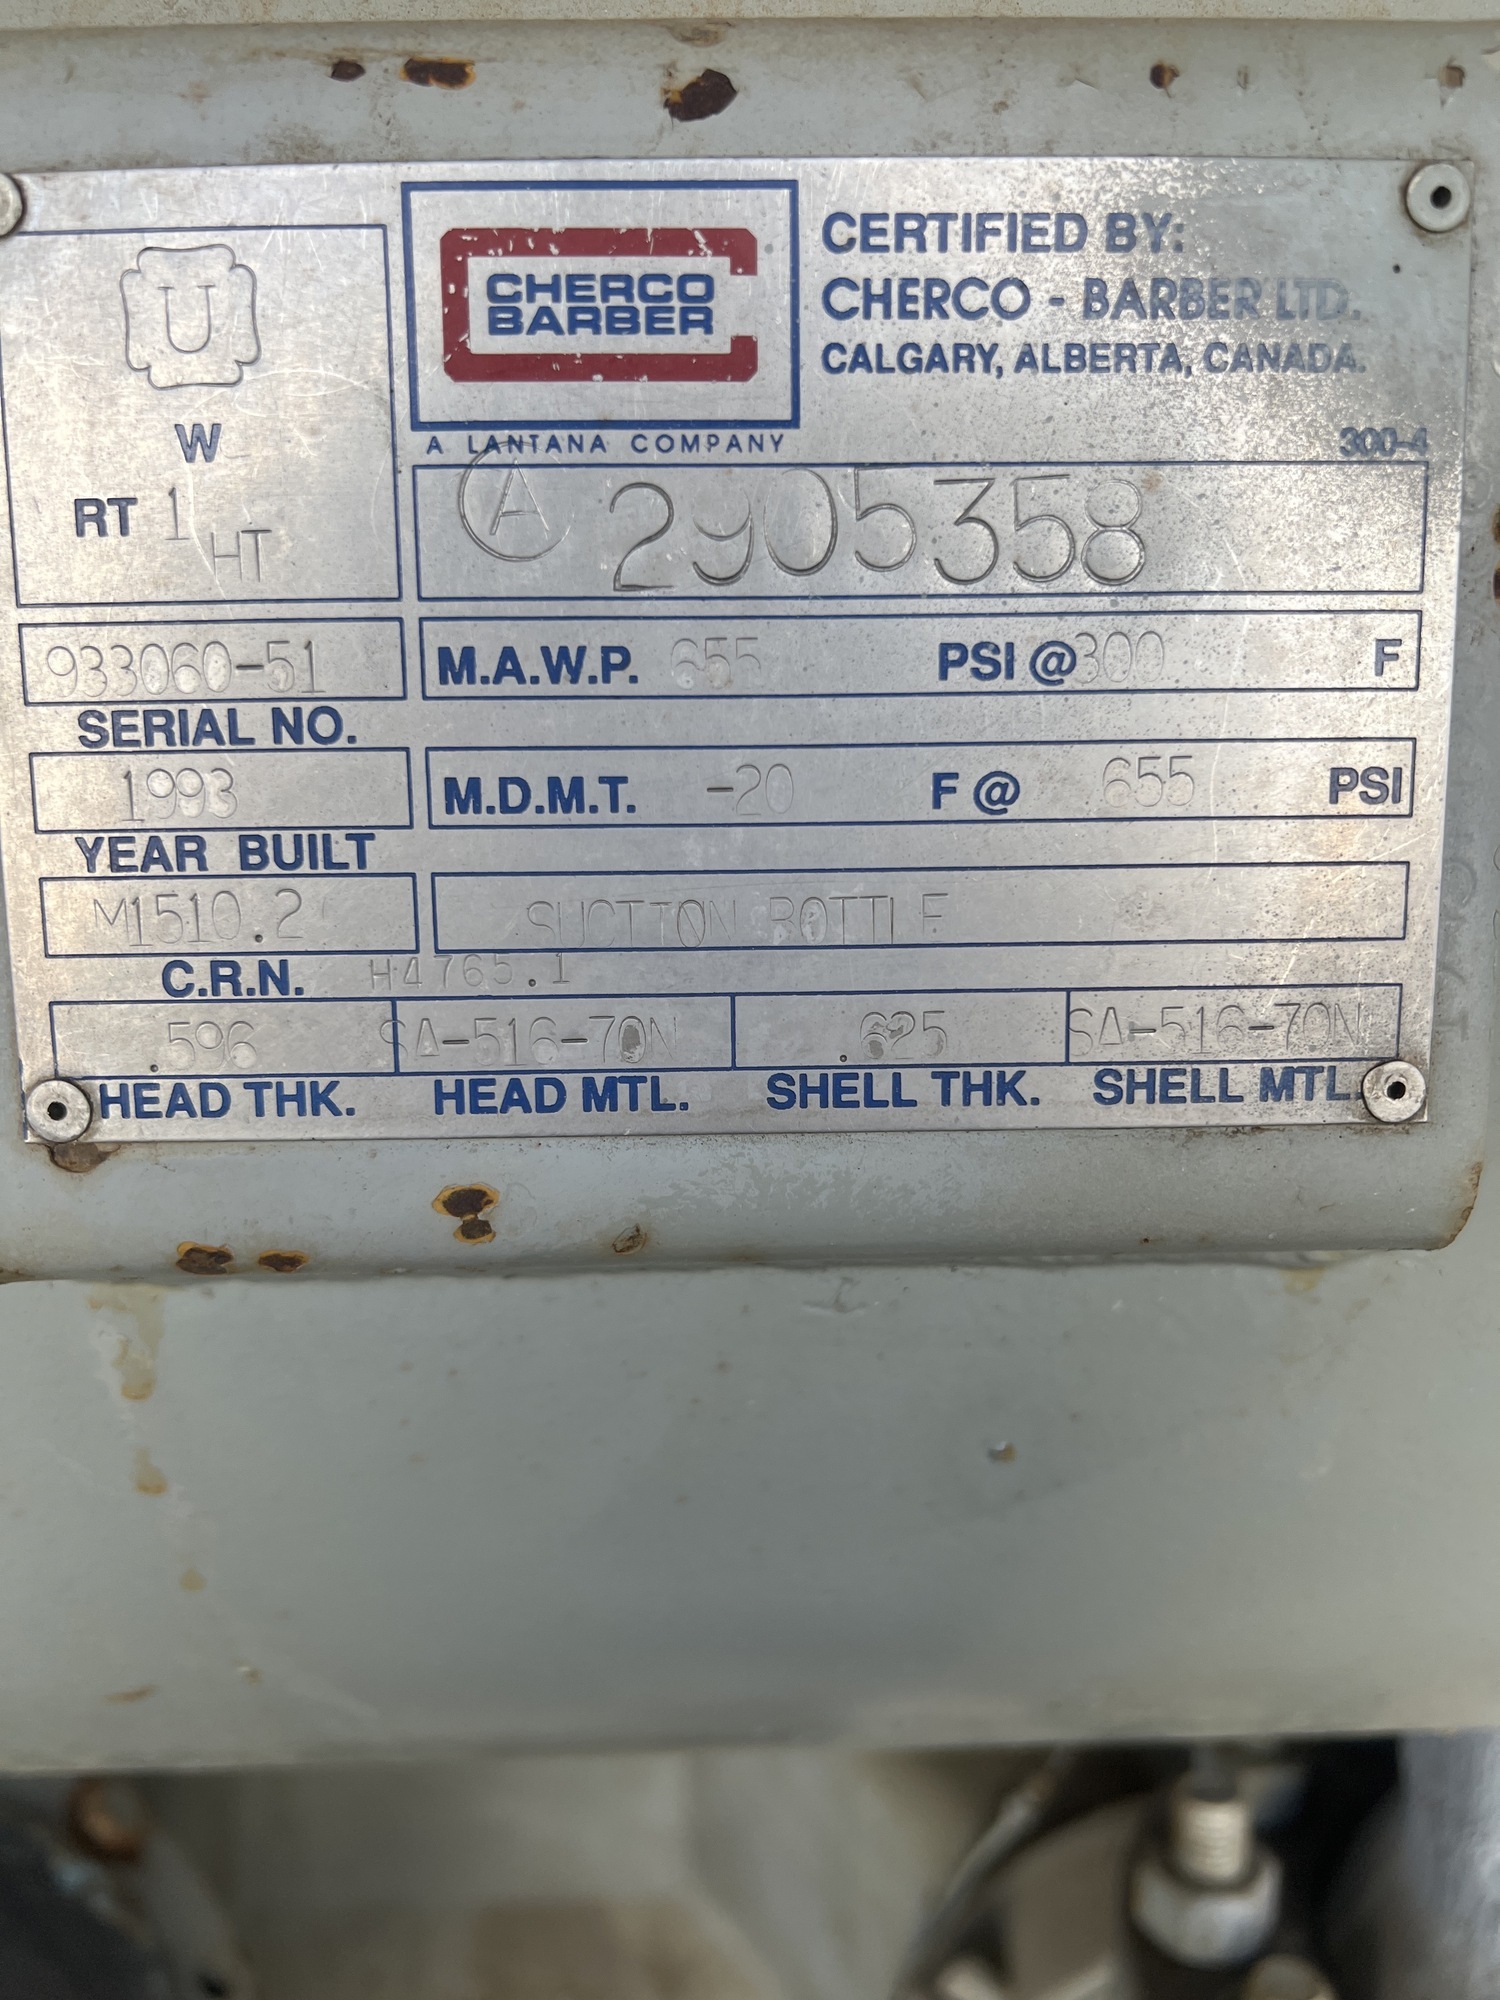 U
W
RT 1
HT
CHERCO
BARBER
A LANTANA COMPANY
CERTIFIED BY:
CHERCO - BARBER LTD.
CALGARY, ALBERTA, CANADA.
300-4
A 2905358
933060-51
SERIAL NO.
M.A.W.P. 655 PSI @ 300 F
1993
YEAR BUILT
M.D.M.T. -20 F @ 655 PSI
M1510.2
C.R.N. H4765.1
SUCTION BOTTLE
.596 SA-516-70N .625 SA-516-70N
HEAD THK. HEAD MTL. SHELL THK. SHELL MTL.